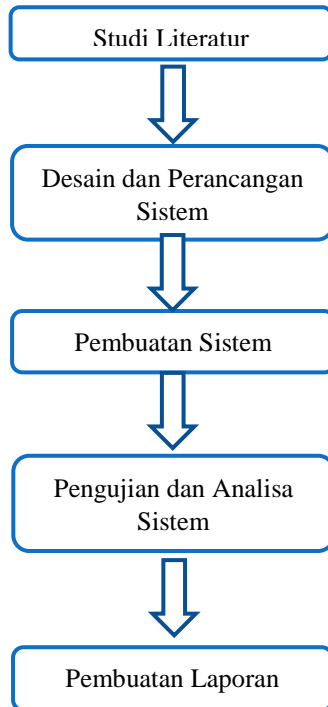 Studi Literatur
Desain dan Perancangan
Sistem
Pembuatan Sistem
Pengujian dan Analisa
Sistem
Pembuatan Laporan